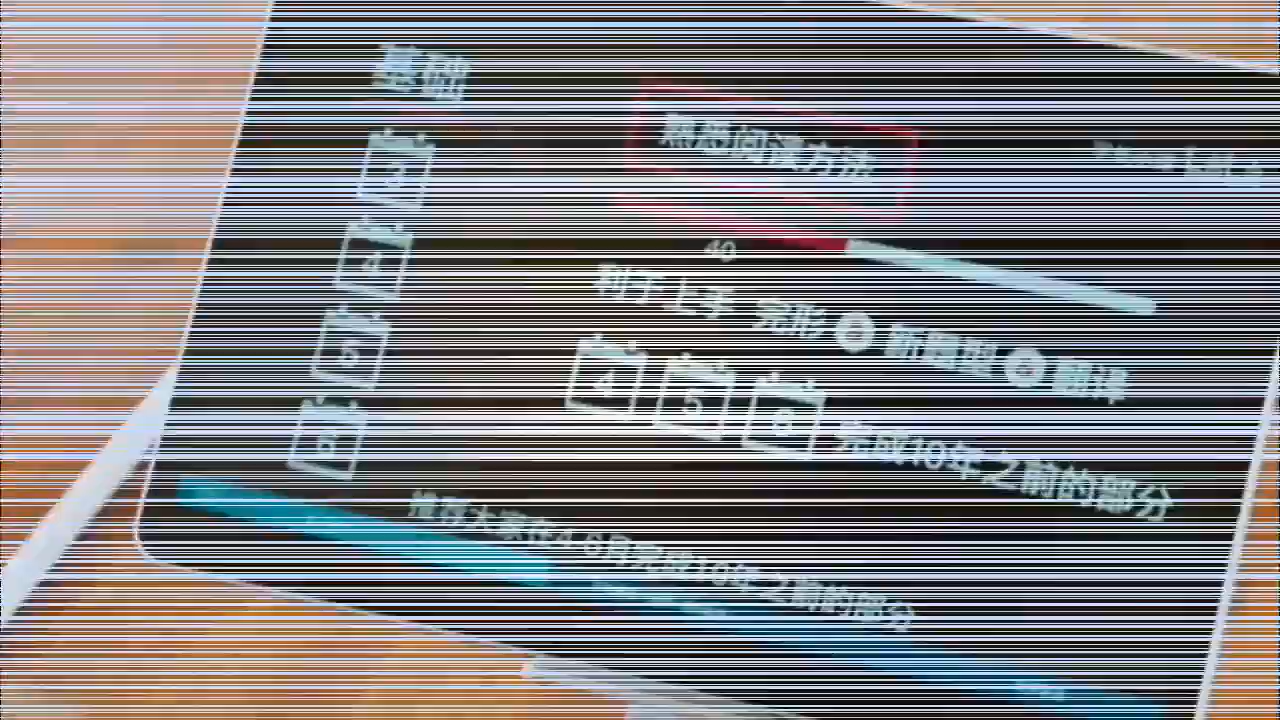 基础
熟悉阅读方法
3
4
40
利于上手 完形 新题型 翻译
5
4 5 6 完成10年之前的部分
6
推荐大家在4-6月完成10年之前的部分